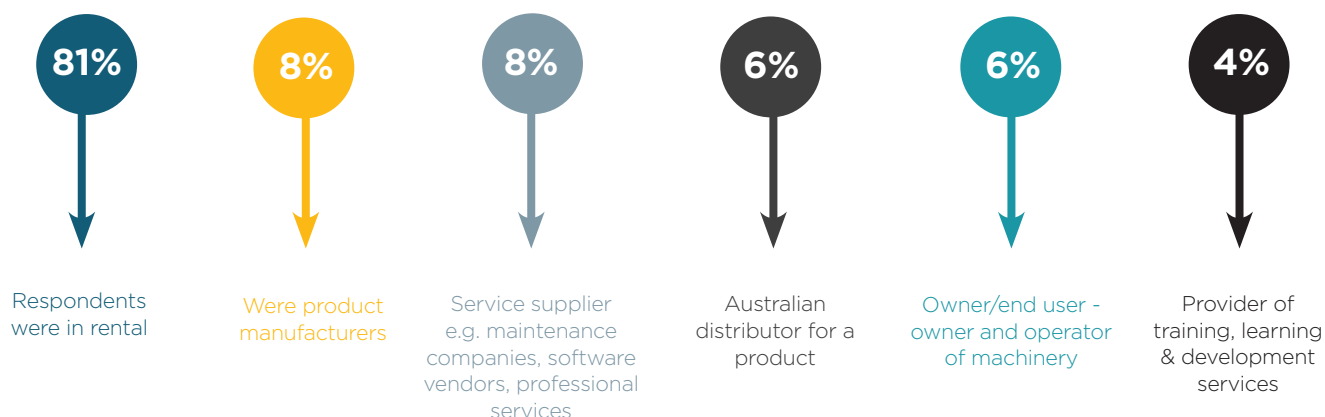 81%
8%
8%
6%
6%
4%
Respondents
were in rental
Were product
manufacturers
Service supplier
e.g. maintenance
companies, software
vendors, professional
services
Australian
distributor for a
product
Owner/end user -
owner and operator
of machinery
Provider of
training, learning
& development
services